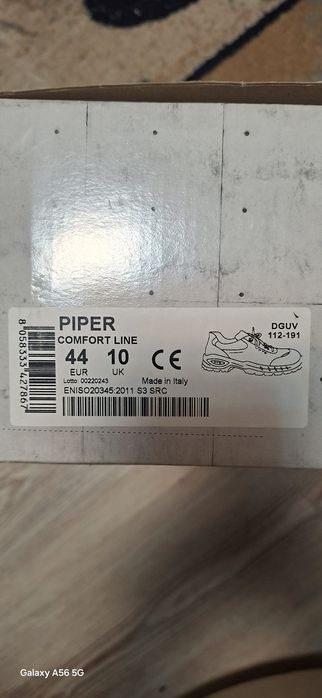 PIPER
COMFORT LINE
44 10 CE
EUR UK
Lotto: 00220243 Made in Italy
ENISO20345:2011 S3 SRC
DGUV
112-191
8 058333 427867
Galaxy A56 5G